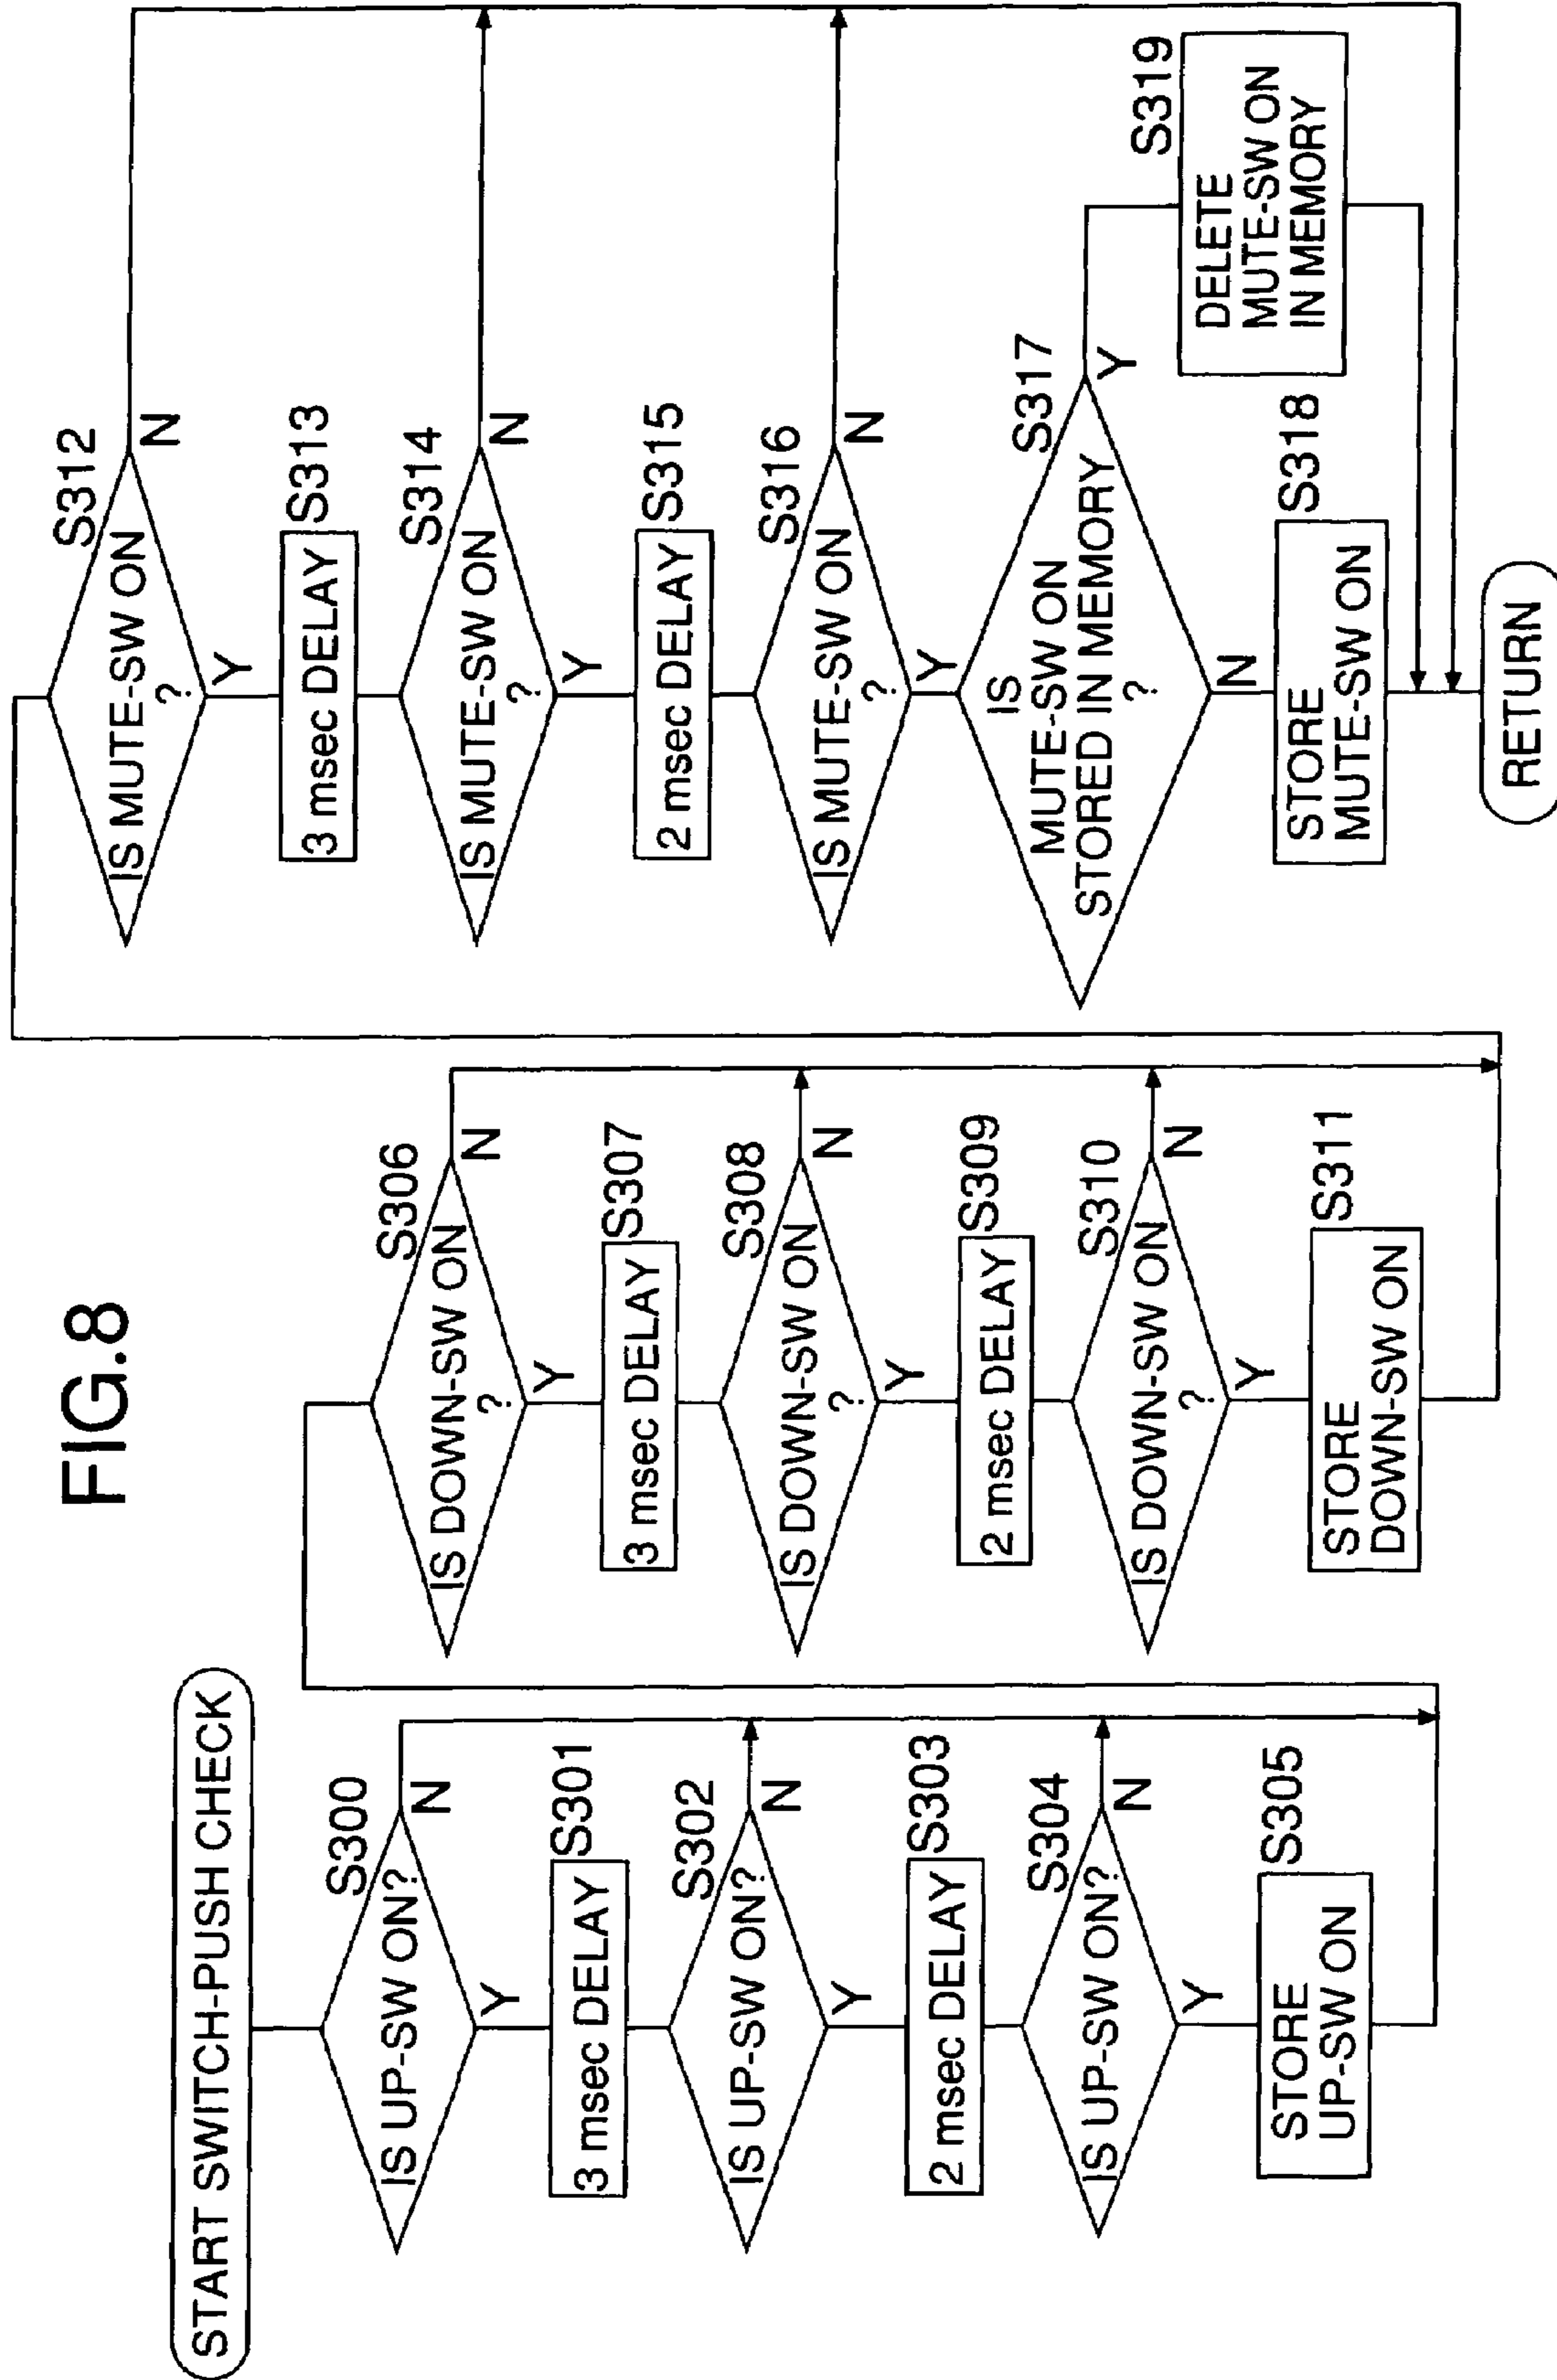 FIG.8
START SWITCH-PUSH CHECK
S300
IS UP-SW ON?
N
Y
3 msec DELAY
S301
S302
IS UP-SW ON?
N
Y
2 msec DELAY
S303
S304
IS UP-SW ON?
N
Y
S305
STORE
UP-SW ON
S306
IS DOWN-SW ON
?
N
Y
3 msec DELAY
S307
S308
IS DOWN-SW ON
?
N
Y
2 msec DELAY
S309
S310
IS DOWN-SW ON
?
N
Y
S311
STORE
DOWN-SW ON
S312
IS MUTE-SW ON
?
N
Y
3 msec DELAY
S313
S314
IS MUTE-SW ON
?
N
Y
2 msec DELAY
S315
S316
IS MUTE-SW ON
?
N
Y
S317
IS
MUTE-SW ON
STORED IN MEMORY
?
Y
N
S318
STORE
MUTE-SW ON
S319
DELETE
MUTE-SW ON
IN MEMORY
RETURN